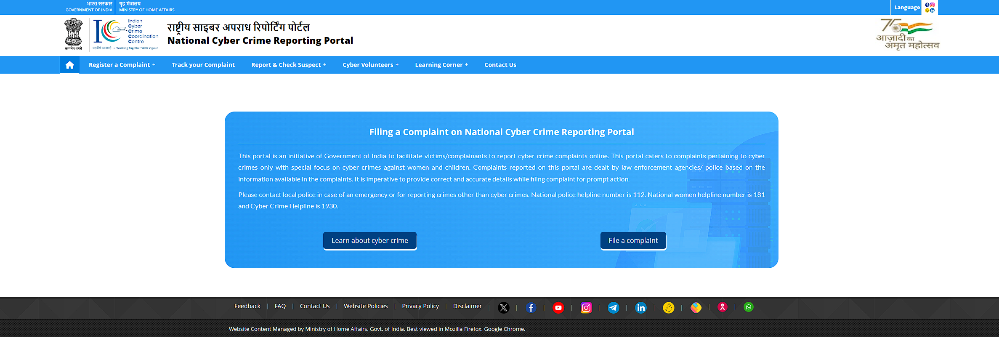 भारत सरकार
GOVERNMENT OF INDIA
गृह मंत्रालय
MINISTRY OF HOME AFFAIRS
Language
सत्यमेव जयते
Indian
Cyber
Crime
Coordination
Centre
• Working Together With Vigour
राष्ट्रीय साइबर अपराध रिपोर्टिंग पोर्टल
National Cyber Crime Reporting Portal
75
आज़ादी का
अमृत महोत्सव
Register a Complaint +
Track your Complaint
Report & Check Suspect +
Cyber Volunteers +
Learning Corner +
Contact Us
Filing a Complaint on National Cyber Crime Reporting Portal
This portal is an initiative of Government of India to facilitate victims/complainants to report cyber crime complaints online. This portal caters to complaints pertaining to cyber
crimes only with special focus on cyber crimes against women and children. Complaints reported on this portal are dealt by law enforcement agencies/ police based on the
information available in the complaints. It is imperative to provide correct and accurate details while filing complaint for prompt action.
Please contact local police in case of an emergency or for reporting crimes other than cyber crimes. National police helpline number is 112. National women helpline number is 181
and Cyber Crime Helpline is 1930.
Learn about cyber crime
File a complaint
Feedback | FAQ | Contact Us | Website Policies | Privacy Policy | Disclaimer
Website Content Managed by Ministry of Home Affairs, Govt. of India. Best viewed in Mozilla Firefox, Google Chrome.